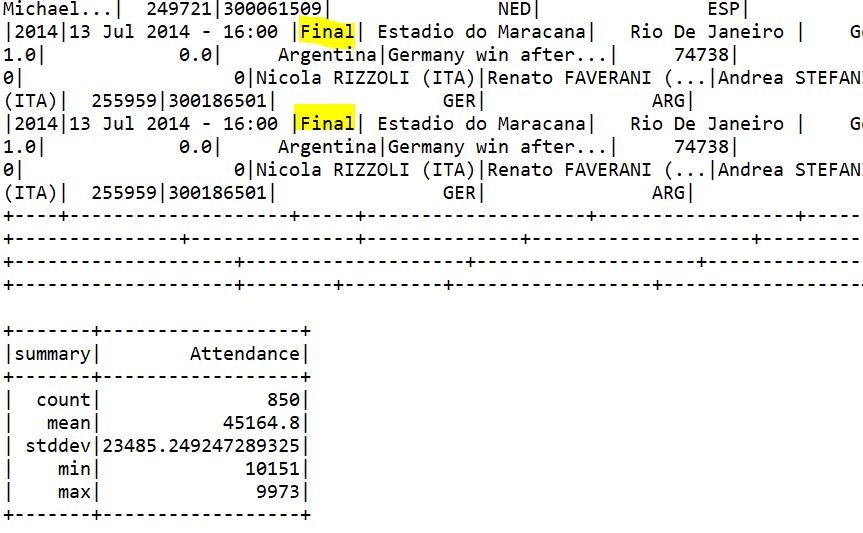 Michael...|  249721|300061509|                 NED|                 ESP|
|2014|13 Jul 2014 - 16:00 |Final| Estadio do Maracana|   Rio De Janeiro |
1.0|            0.0|     Argentina|Germany win after...|     74738|
0|                   0|Nicola RIZZOLI (ITA)|Renato FAVERANI (...|Andrea STEFANI
(ITA)|  255959|300186501|                 GER|                 ARG|
|2014|13 Jul 2014 - 16:00 |Final| Estadio do Maracana|   Rio De Janeiro |
1.0|            0.0|     Argentina|Germany win after...|     74738|
0|                   0|Nicola RIZZOLI (ITA)|Renato FAVERANI (...|Andrea STEFANI
(ITA)|  255959|300186501|                 GER|                 ARG|
+----+--------------------+-----+--------------------+------------------+-----
+---------------+---------------+--------------+--------------------+---------
+--------------------+--------------------+--------------------+--------------
+--------------------+--------+---------+------------------+------------------
+-------+------------------+
|summary|        Attendance|
+-------+------------------+
|  count|               850|
|   mean|           45164.8|
| stddev|23485.249247289325|
|    min|             10151|
|    max|              9973|
+-------+------------------+